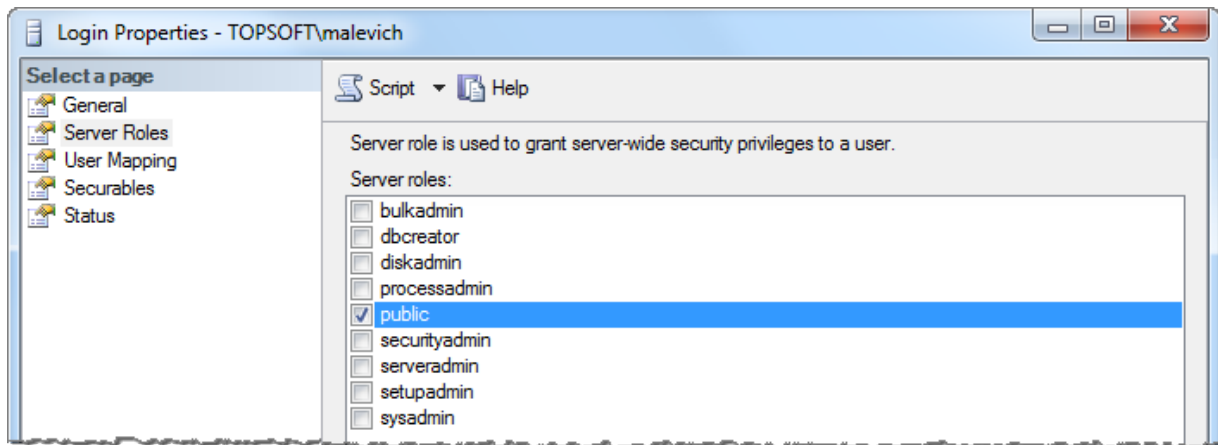 Login Properties - TOPSOFT\malevich
Select a page
General
Server Roles
User Mapping
Securables
Status
Script Help
Server role is used to grant server-wide security privileges to a user.
Server roles:
bulkadmin
dbcreator
diskadmin
processadmin
public
securityadmin
serveradmin
setupadmin
sysadmin